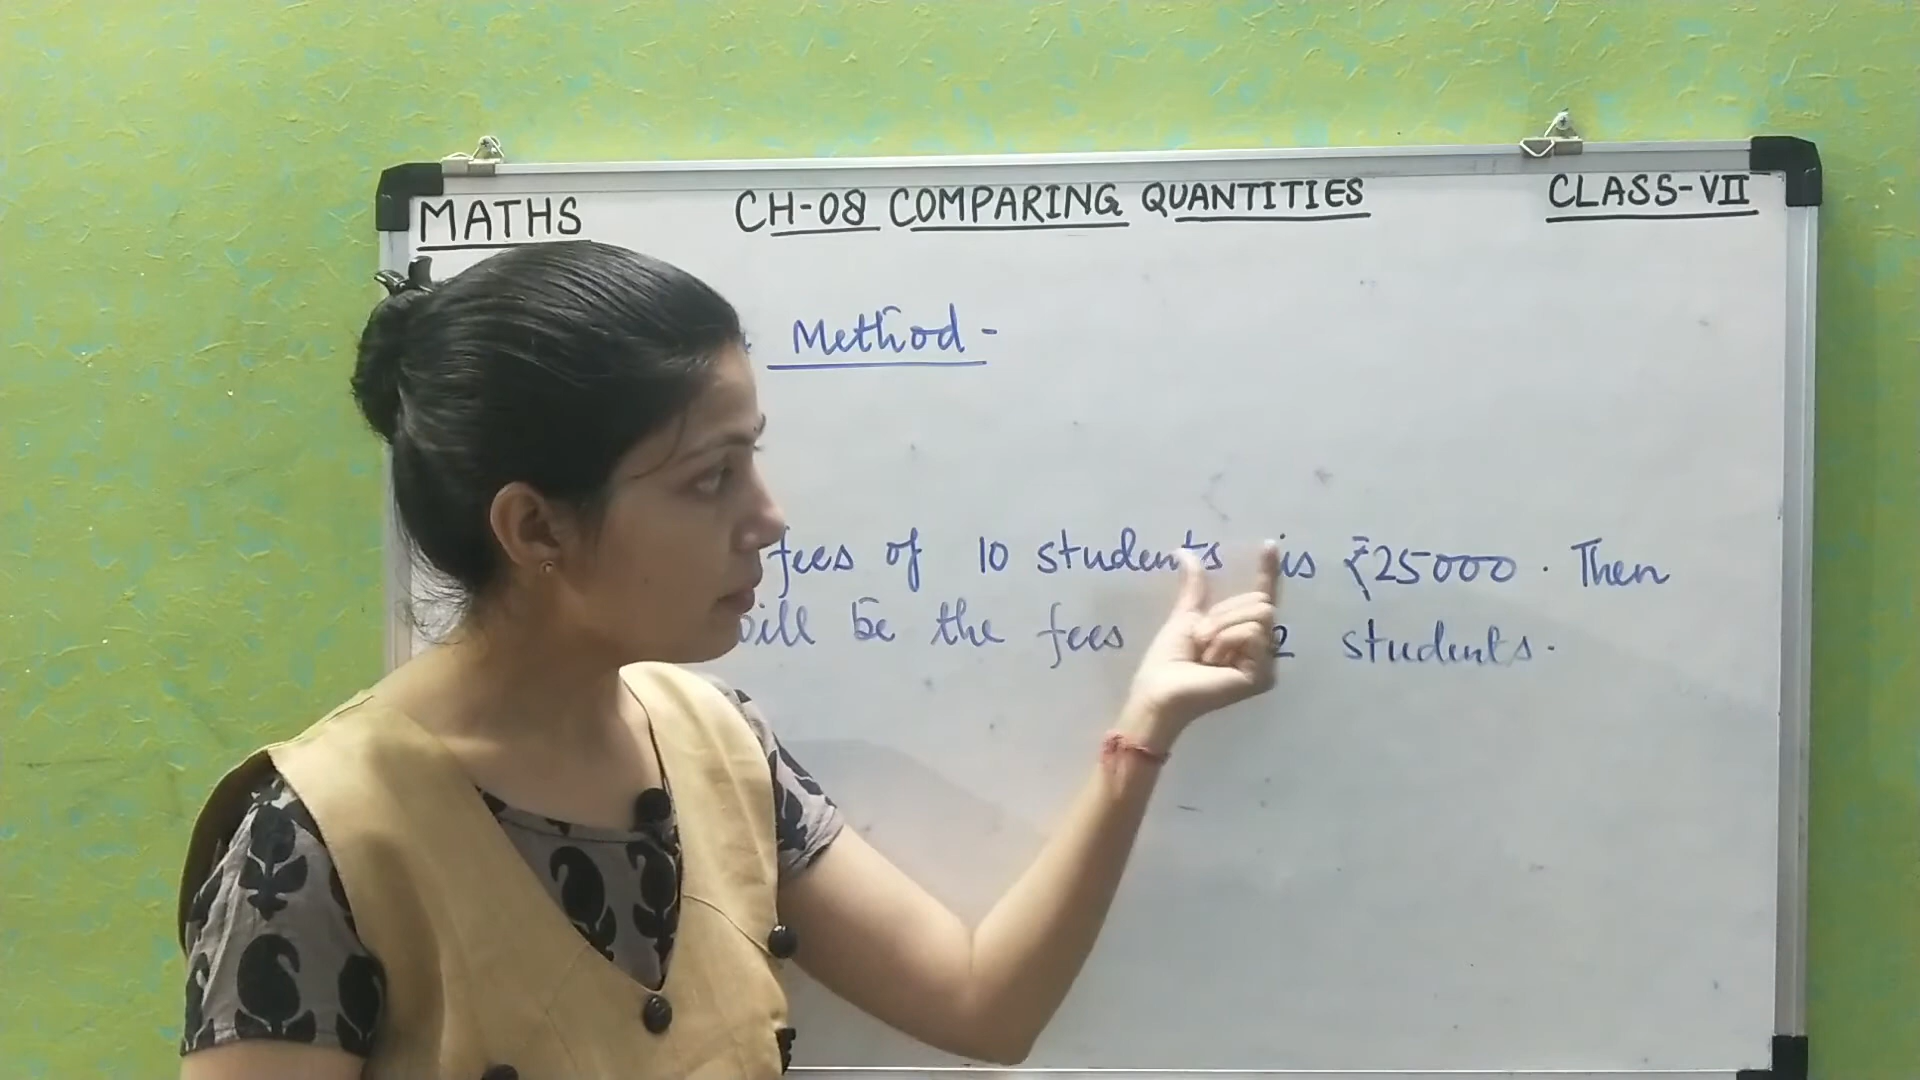 MATHS CH-08 COMPARING QUANTITIES CLASS-VII
Method -
fees of 10 students is ₹25000. Then
will be the fees 2 students.